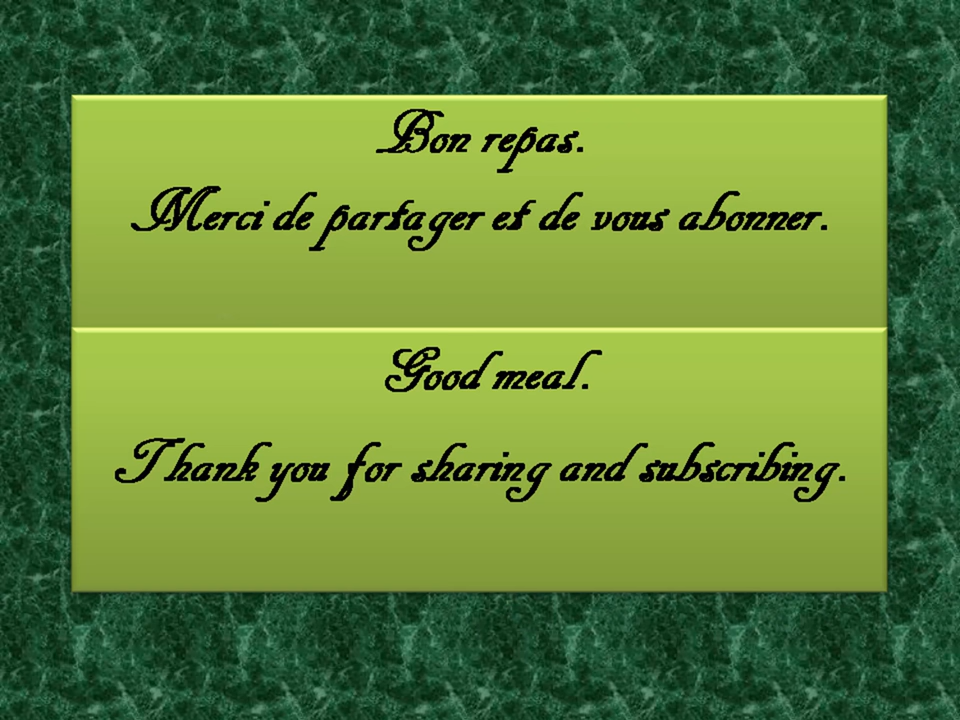 Bon repas.
Merci de partager et de vous abonner.
Good meal.
Thank you for sharing and subscribing.